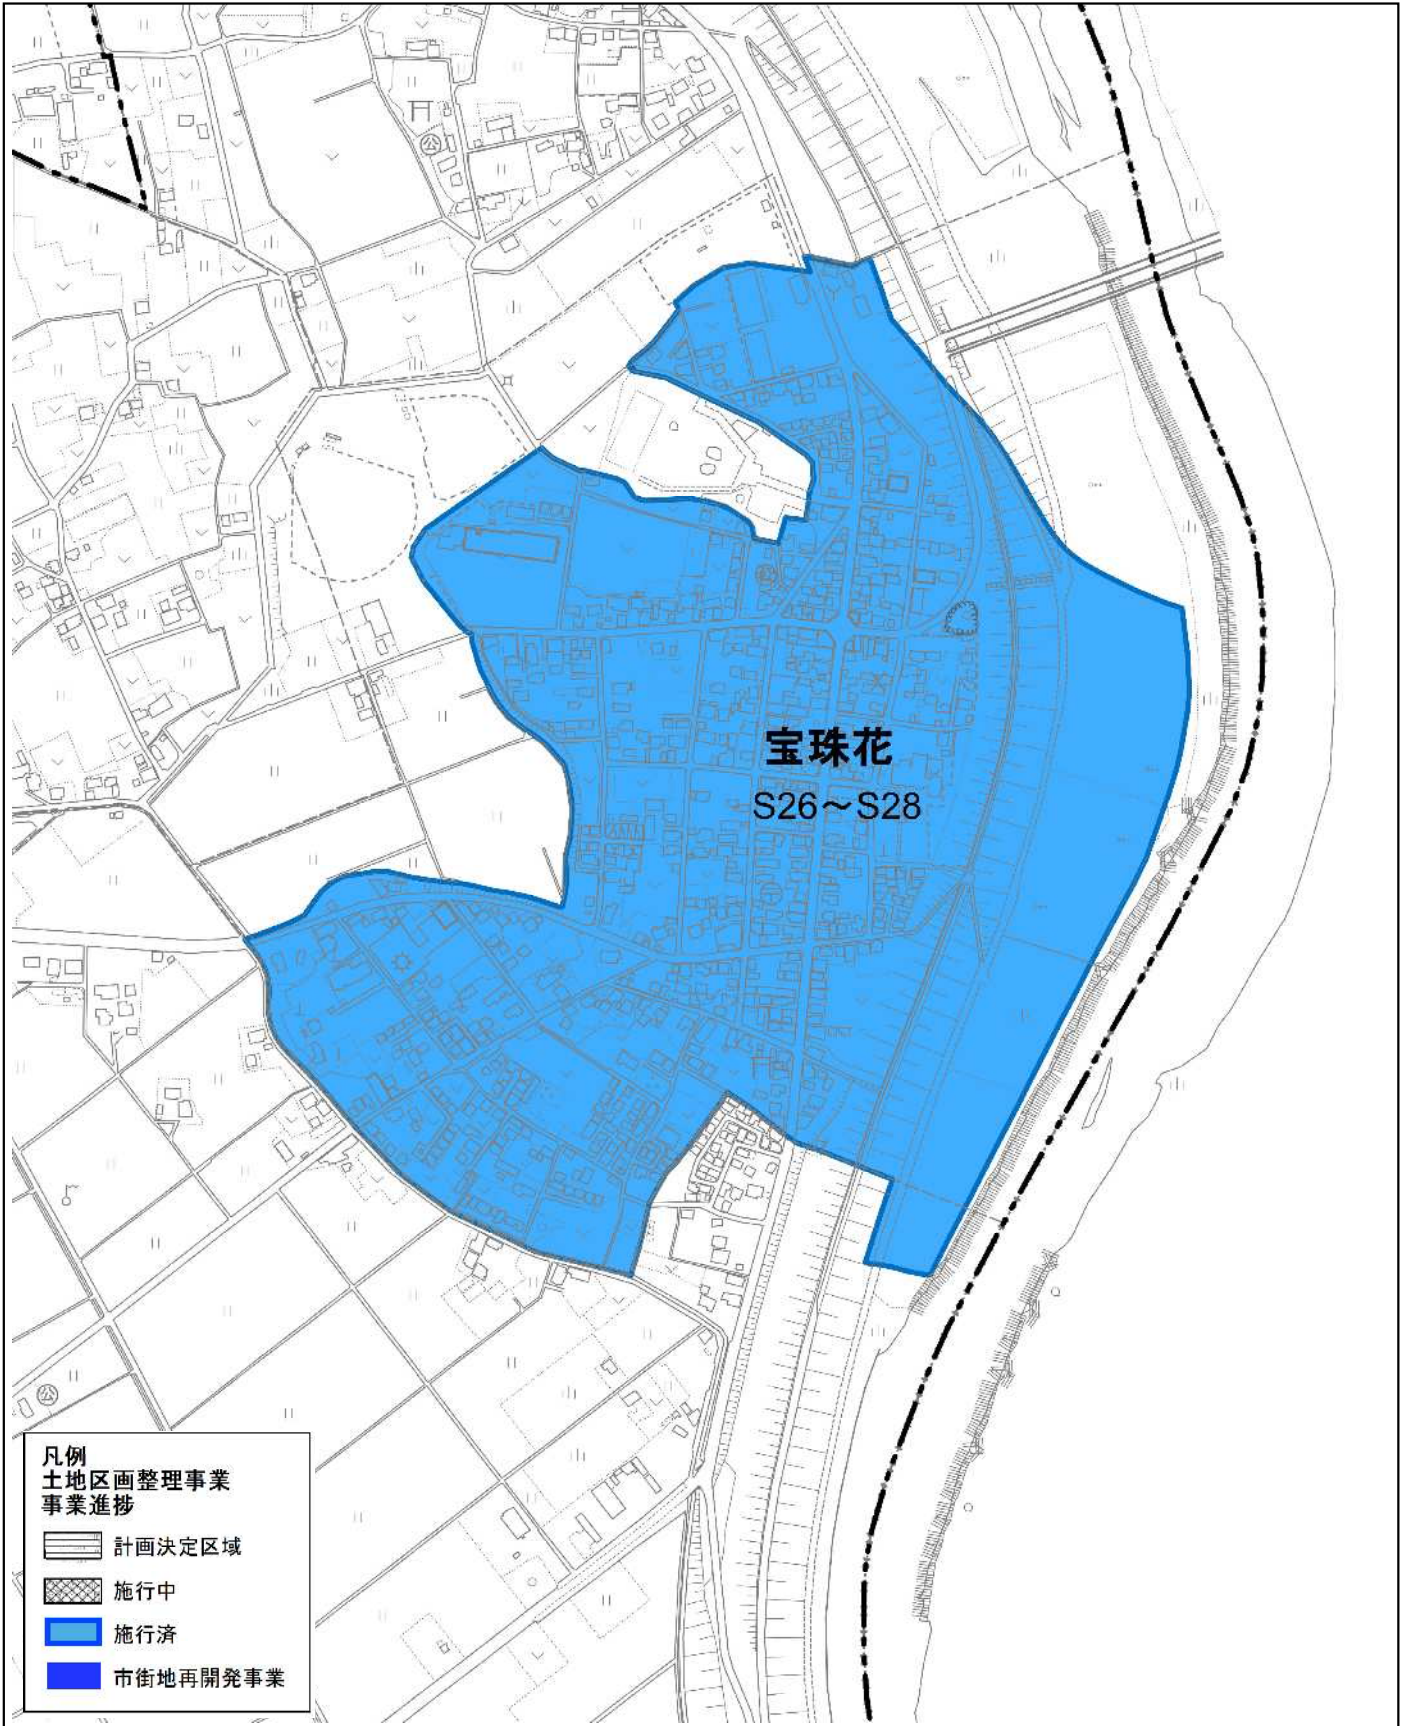 公
宝珠花
S26～S28
公
凡例
土地区画整理事業
事業進捗
計画決定区域
施行中
施行済
市街地再開発事業